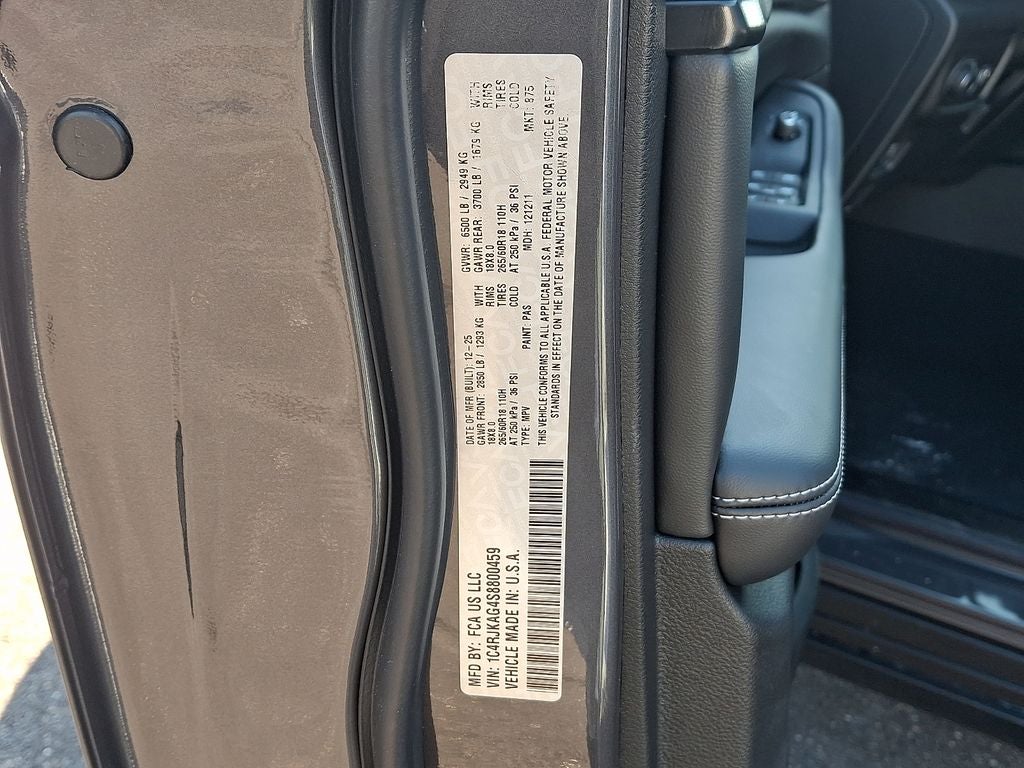 MFD BY: FCA US LLC
VIN: 1C4RJKAG4S8800459
VEHICLE MADE IN: U.S.A.
DATE OF MFR (BUILT): 12-25
GAWR FRONT: 2850 LB / 1293 KG WITH
18X8.0 RIMS
265/60R18 110H TIRES
AT 250 kPa / 36 PSI COLD
TYPE: MPV PAINT: PAS
GVWR: 6500 LB / 2949 KG
GAWR REAR: 3700 LB / 1679 KG WITH
18X8.0 RIMS
265/60R18 110H TIRES
AT 250 kPa / 36 PSI COLD
MDH: 121211 MKT: 875
THIS VEHICLE CONFORMS TO ALL APPLICABLE U.S.A. FEDERAL MOTOR VEHICLE SAFETY
STANDARDS IN EFFECT ON THE DATE OF MANUFACTURE SHOWN ABOVE.